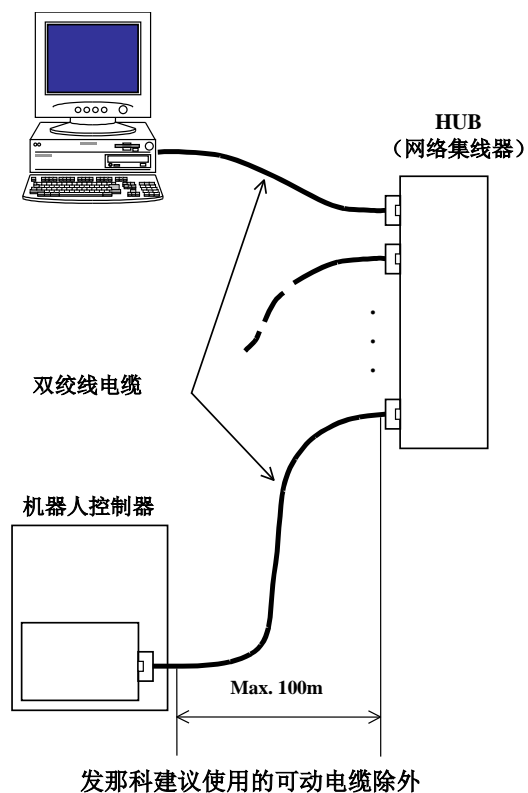 HUB
（网络集线器）
双绞线电缆
机器人控制器
Max. 100m
发那科建议使用的可动电缆除外